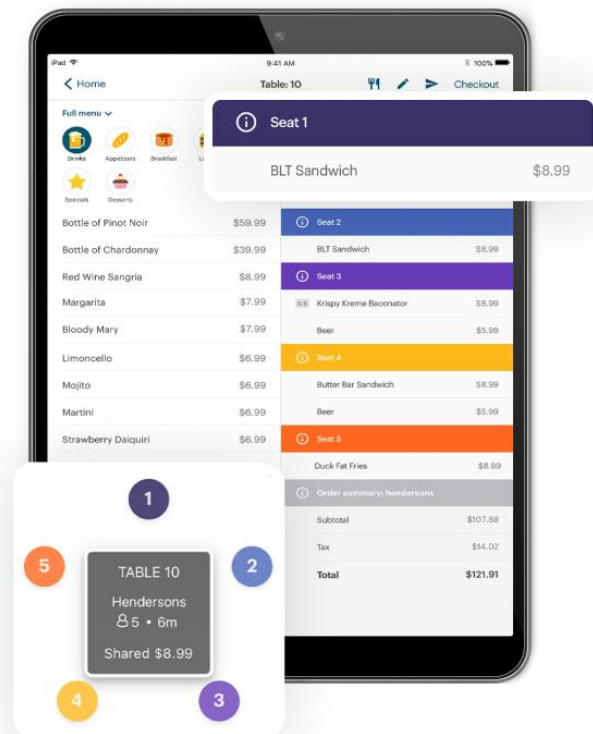 iPad 9:41 AM 100%
Home Table: 10 Checkout
Full menu
Drinks Appetizers Breakfast
Specials Desserts
Bottle of Pinot Noir $59.99
Bottle of Chardonnay $39.99
Red Wine Sangria $8.99
Margarita $7.99
Bloody Mary $7.99
Limoncello $6.99
Mojito $6.99
Martini $6.99
Strawberry Daiquiri $6.99
Seat 1
BLT Sandwich $8.99
Seat 2
BLT Sandwich $8.99
Seat 3
Krispy Kreme Baconator $8.99
Beer $5.99
Seat 4
Butter Bar Sandwich $8.99
Beer $5.99
Seat 5
Duck Fat Fries $8.99
Order summary: hendersons
Subtotal $107.88
Tax $14.02
Total $121.91
1
5
2
TABLE 10
Hendersons
5 • 6m
Shared $8.99
4
3